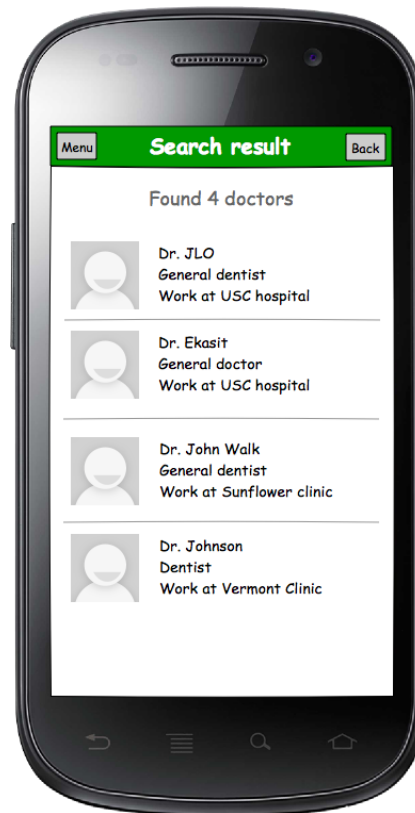 Menu
Search result
Back
Found 4 doctors
Dr. JLO
General dentist
Work at USC hospital
Dr. Ekasit
General doctor
Work at USC hospital
Dr. John Walk
General dentist
Work at Sunflower clinic
Dr. Johnson
Dentist
Work at Vermont Clinic